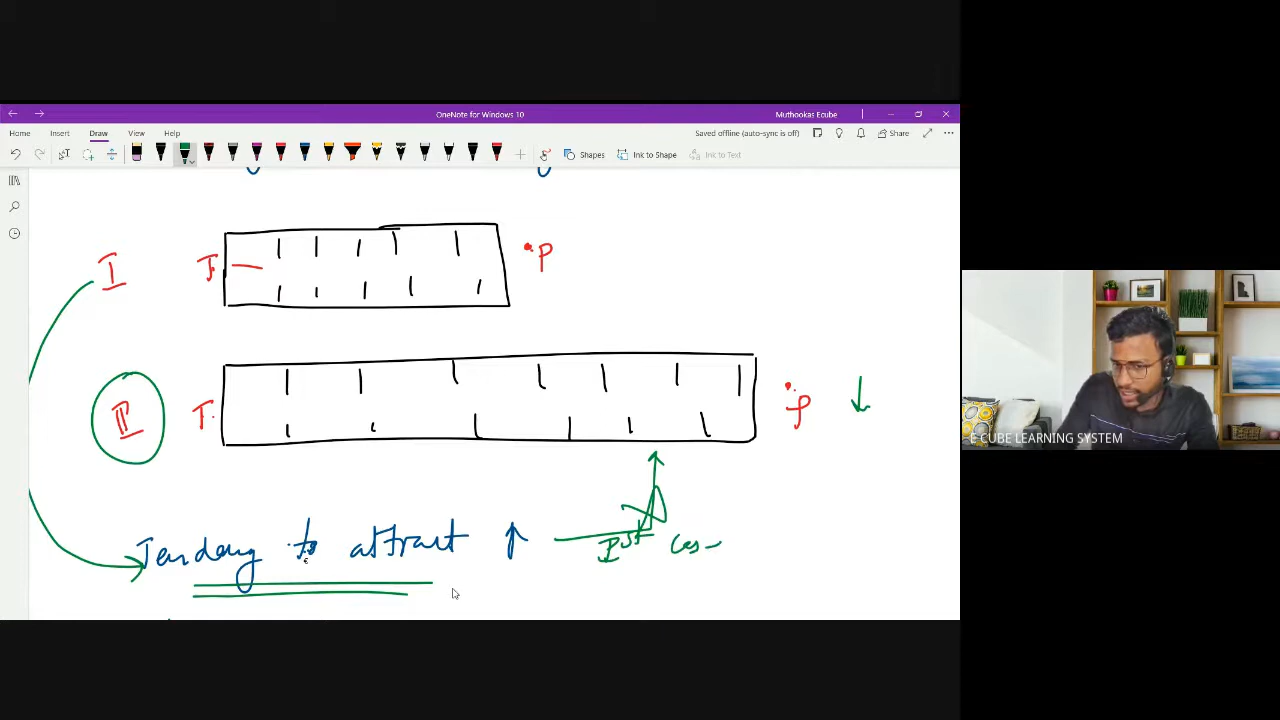 OneNote for Windows 10
Muthookas Ecube
Home Insert Draw View Help
Saved offline (auto-sync is off)
Share
Shapes
Ink to Shape
Ink to Text
I
P
II
P
Tendency to attract ↑
E CUBE LEARNING SYSTEM